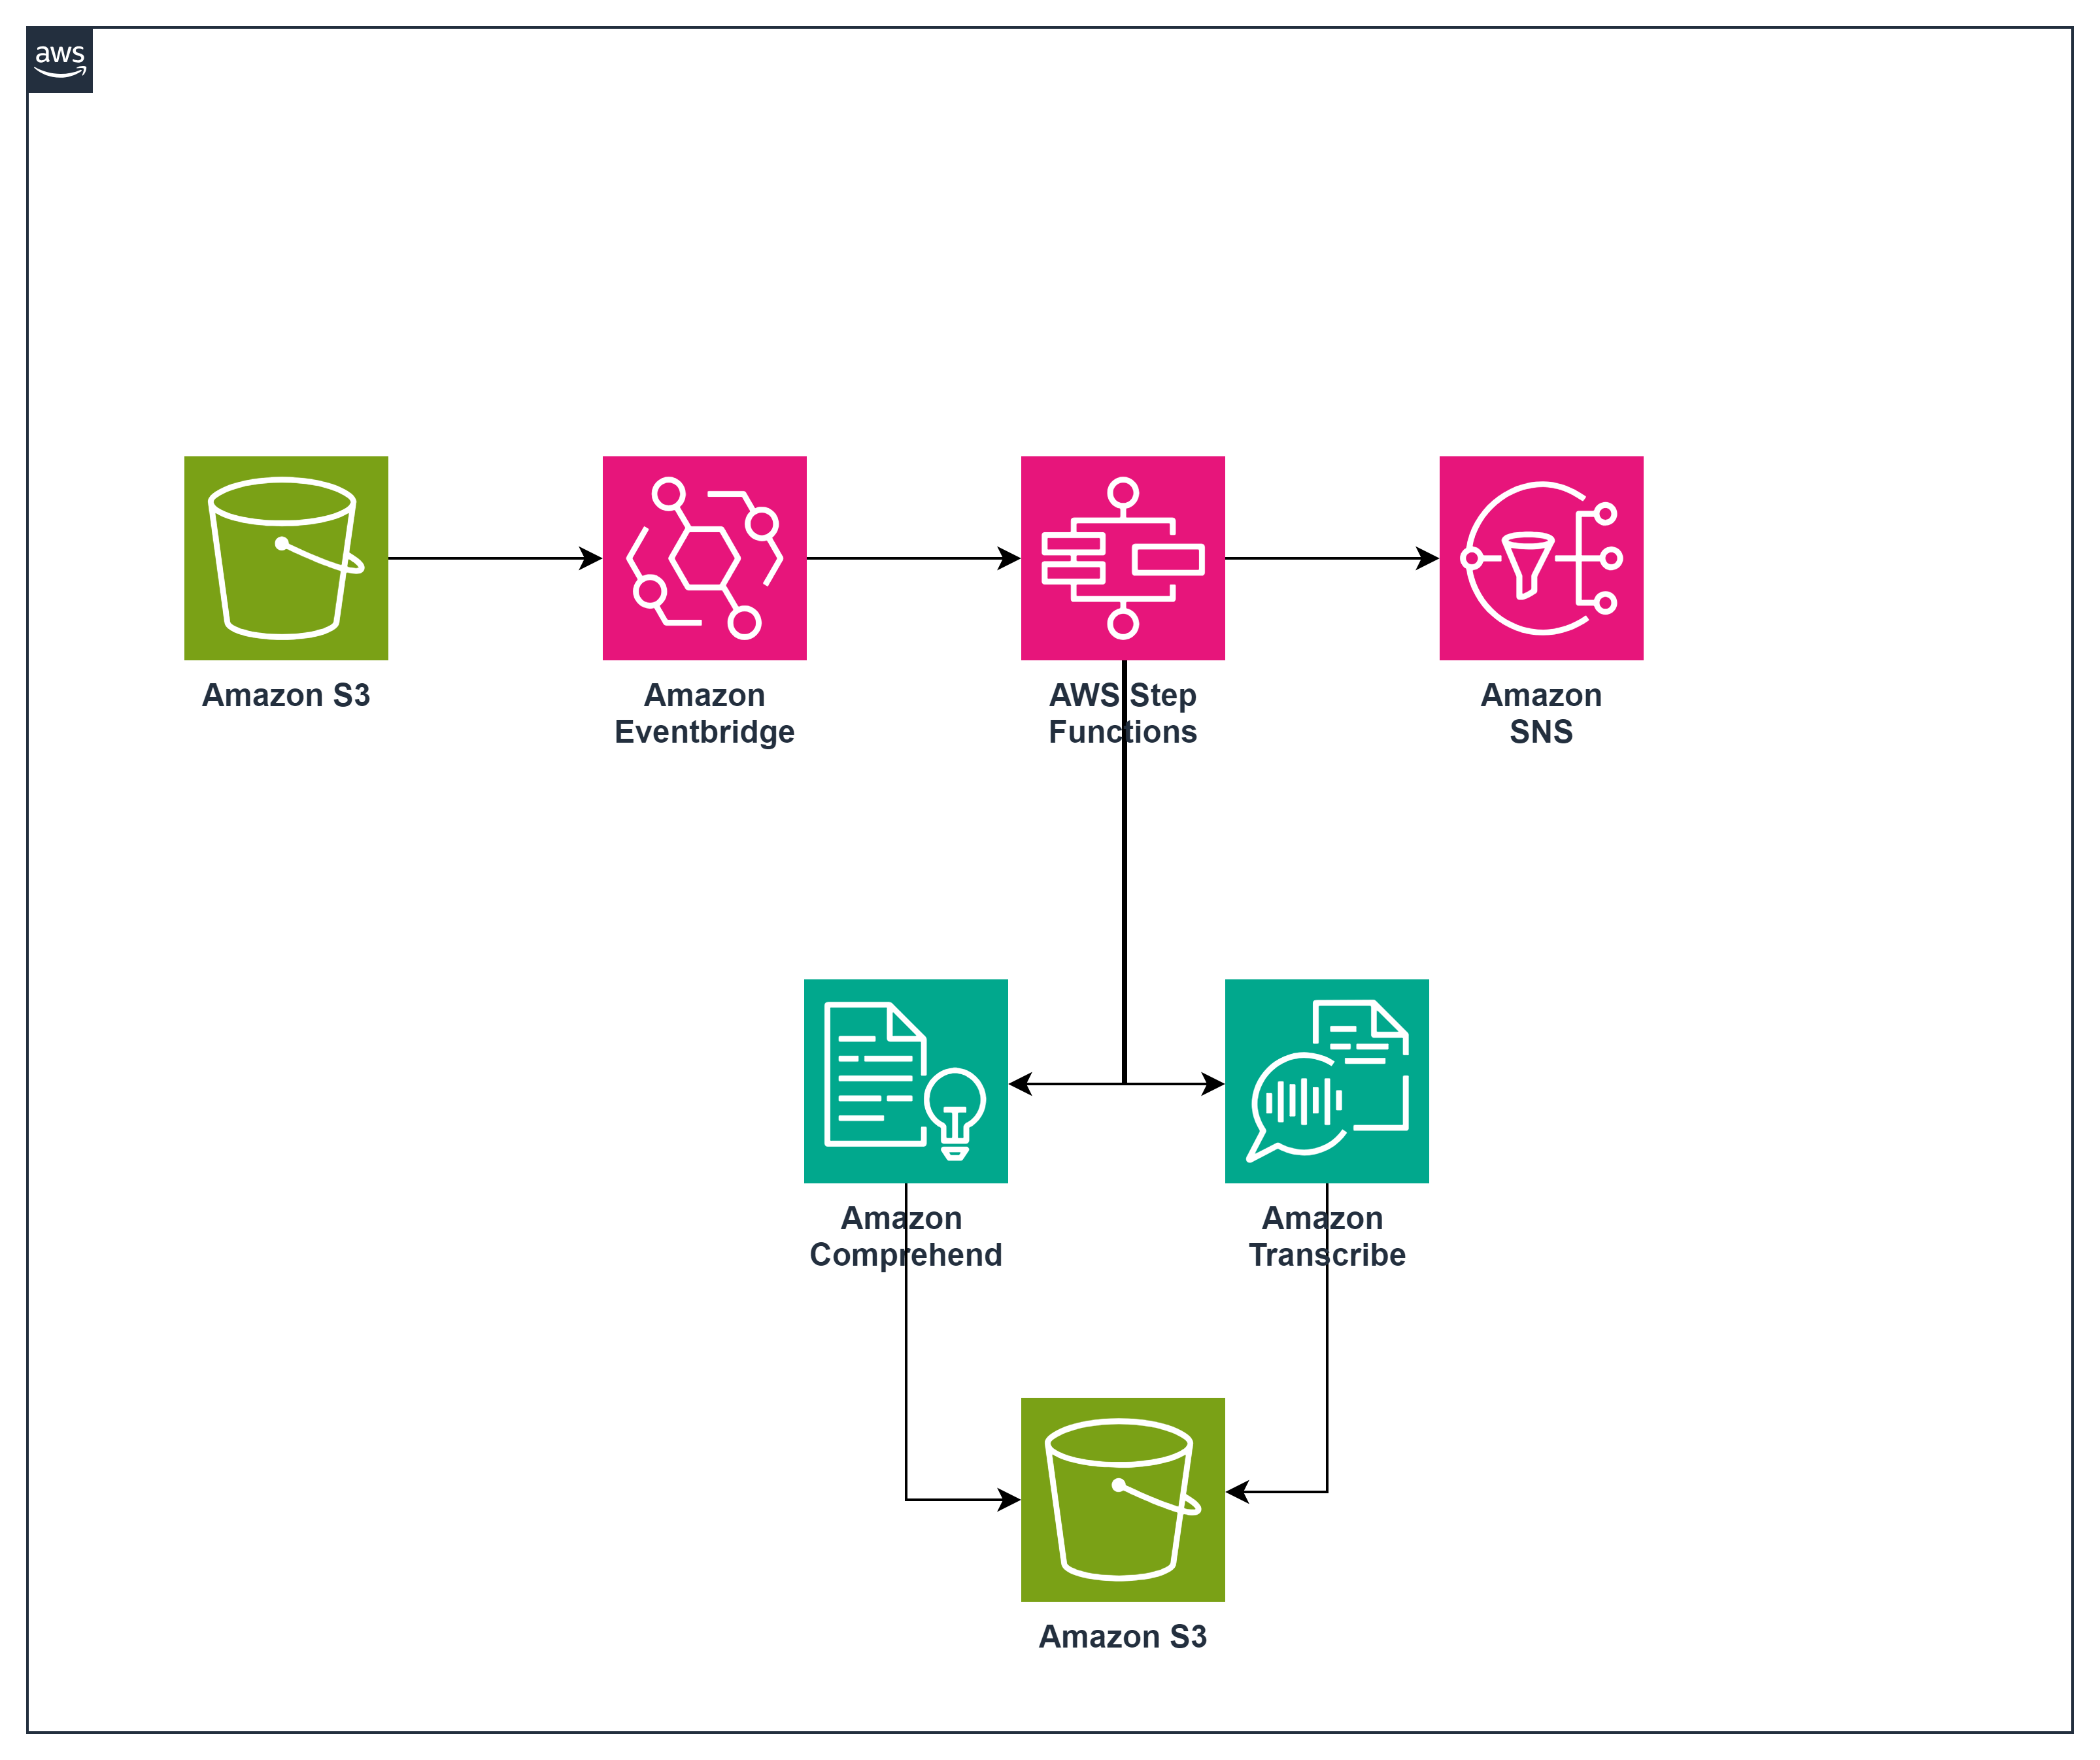 aws
Amazon S3
Amazon
Eventbridge
AWS Step
Functions
Amazon
SNS
Amazon
Comprehend
Amazon
Transcribe
Amazon S3